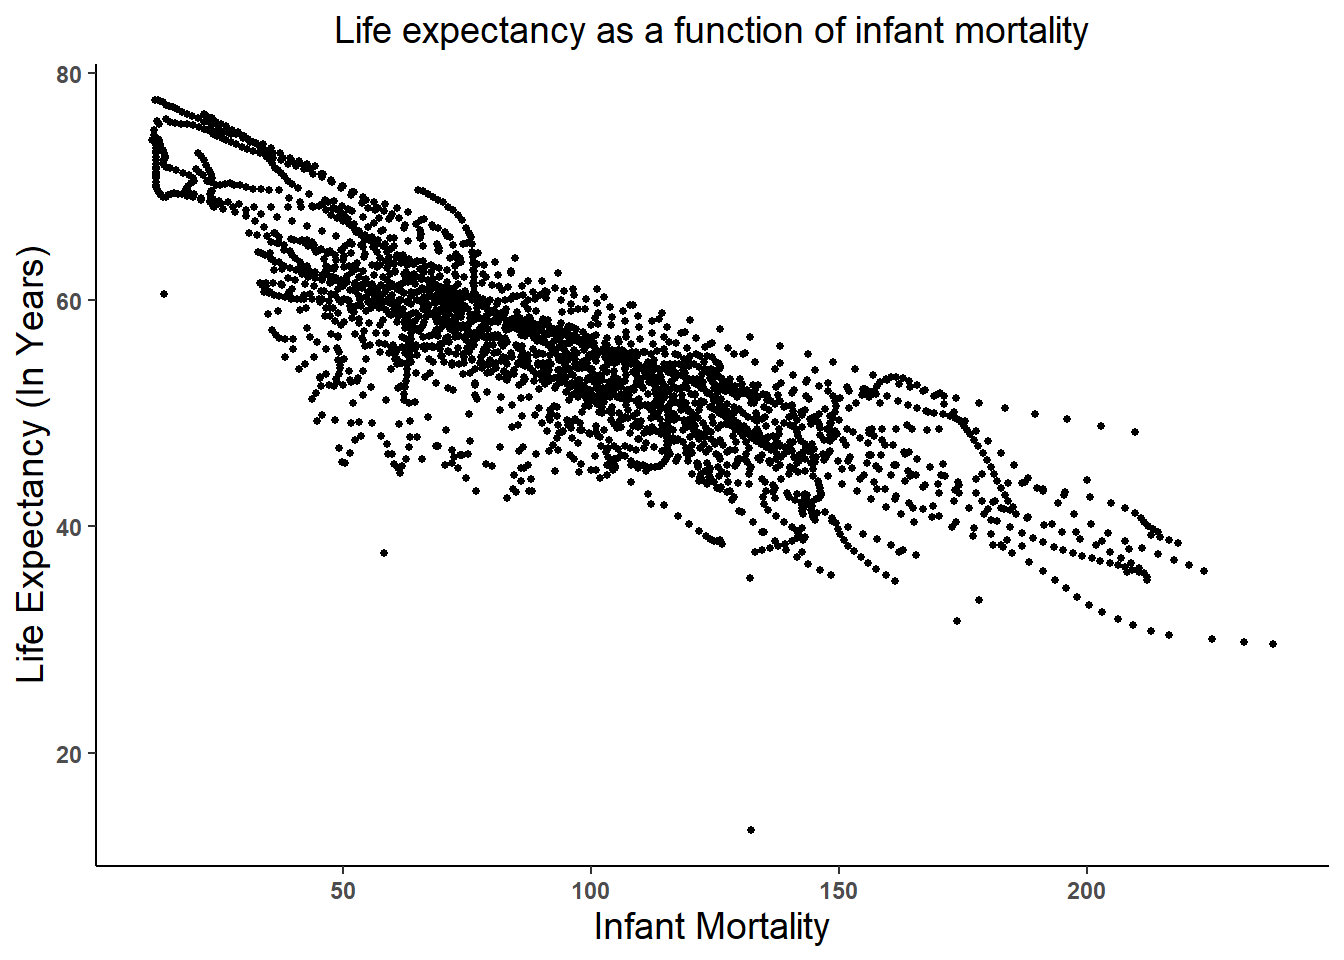 Life expectancy as a function of infant mortality
80
60
40
20
Life Expectancy (In Years)
50 100 150 200
Infant Mortality